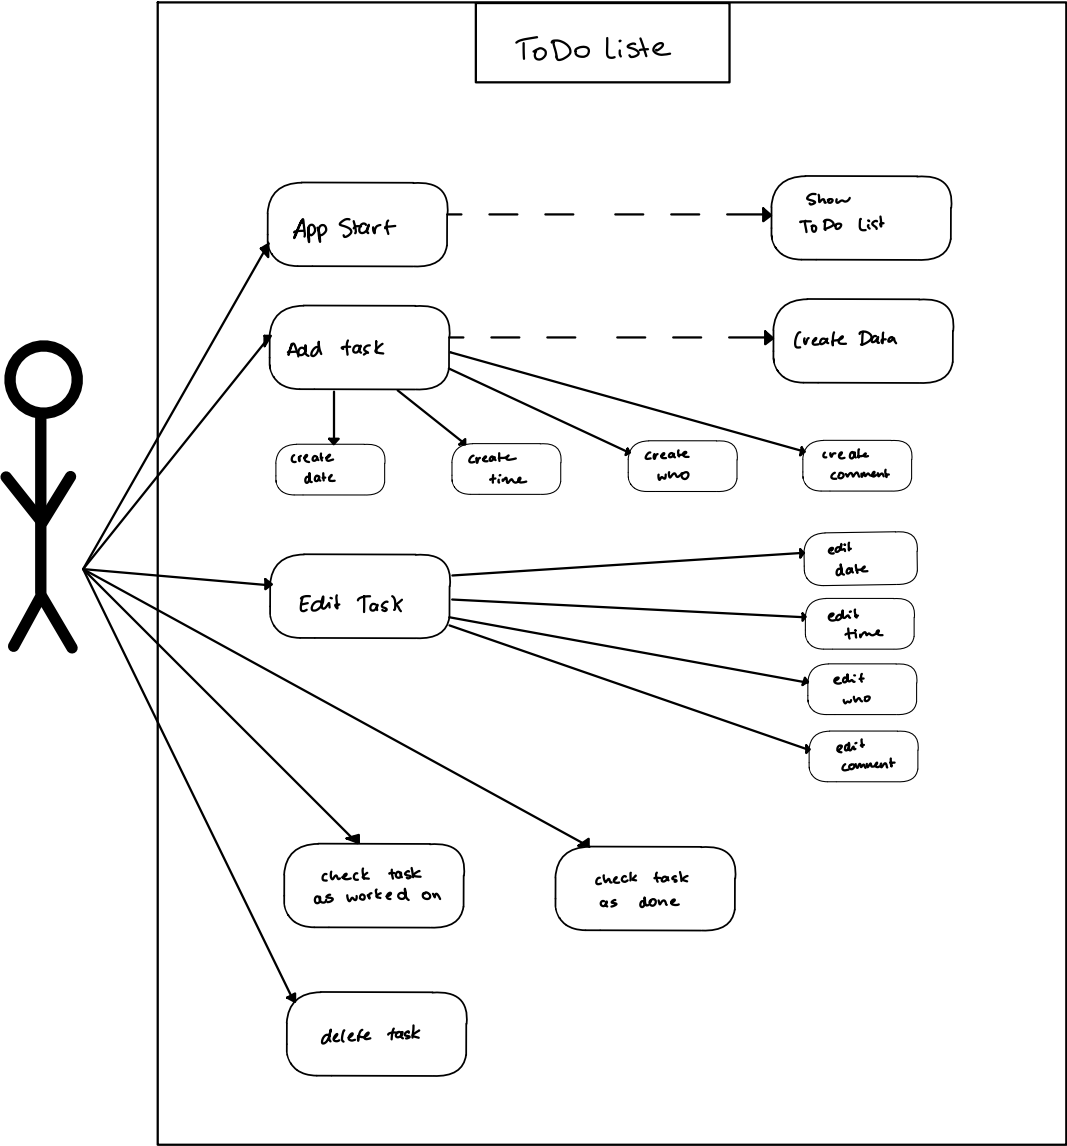 ToDo Liste
App Start
Show
ToDo List
Add task
Create Data
create
date
create
time
create
who
create
comment
Edit Task
edit
date
edit
time
edit
who
edit
comment
check task
as worked on
check task
as done
delete task